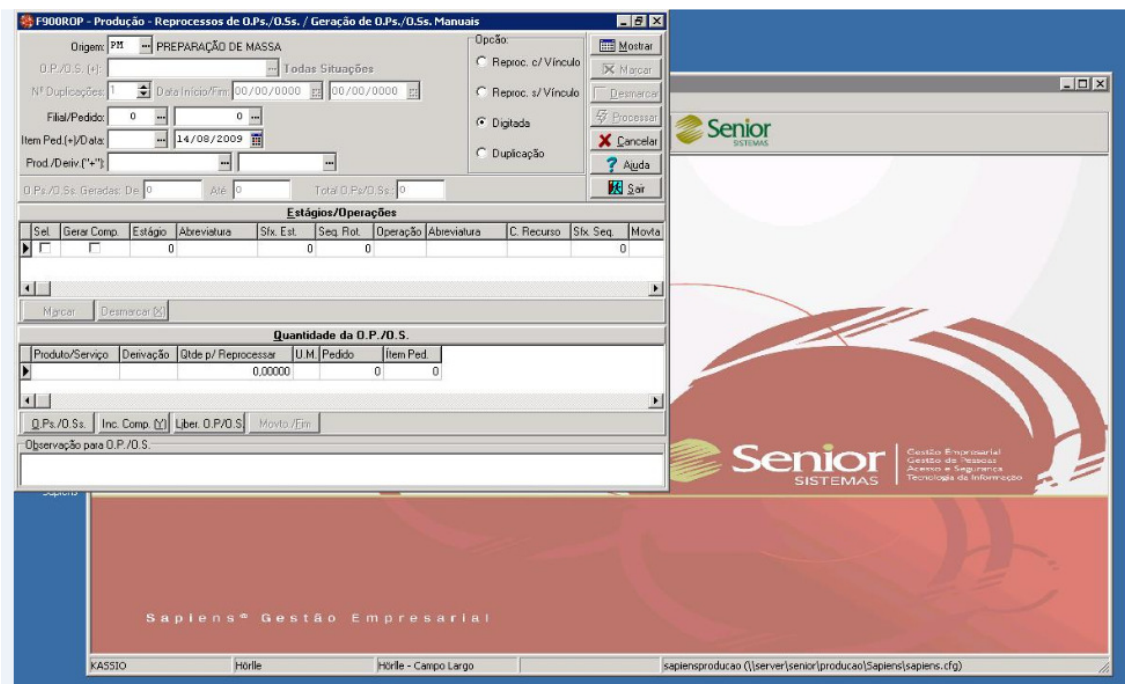 F900ROP - Produção - Reprocessos de O.Ps./O.Ss. / Geração de O.Ps./O.Ss. Manuais
Origem: PM PREPARAÇÃO DE MASSA
O.P./O.S. (+): Todas Situações
Nº Duplicações: 1 Data Início/Fim: 00/00/0000 00/00/0000
Filial/Pedido: 0 0
Item Ped.(+)/Data: 14/08/2009
Prod./Deriv.("+"):
Opcão:
Reproc. c/ Vínculo
Reproc. s/ Vínculo
Digitada
Duplicação
Mostrar
Marcar
Desmarcar
Processar
Cancelar
Ajuda
Sair
O.Ps./O.Ss. Geradas: De 0 Até 0 Total O.Ps/O.Ss.: 0
Estágios/Operações
Sel. Gerar Comp. Estágio Abreviatura Sfx. Est. Seq. Rot. Operação Abreviatura C. Recurso Sfx. Seq. Movta
0 0 0 0
Marcar Desmarcar (X)
Quantidade da O.P./O.S.
Produto/Serviço Derivação Qtde p/ Reprocessar U.M. Pedido Ítem Ped.
0,00000 0 0
O.Ps./O.Ss. Inc. Comp. (Y) Liber. O.P/O.S. Movto./Fim
Observação para O.P./O.S.
Senior
SISTEMAS
Senior
SISTEMAS
Gestão Empresarial
Gestão de Pessoas
Acesso e Segurança
Tecnologia da Informação
Sapiens
Sapiens® Gestão Empresarial
KASSIO Hörlle Hörlle - Campo Largo sapiensproducao (\\server\senior\producao\Sapiens\sapiens.cfg)